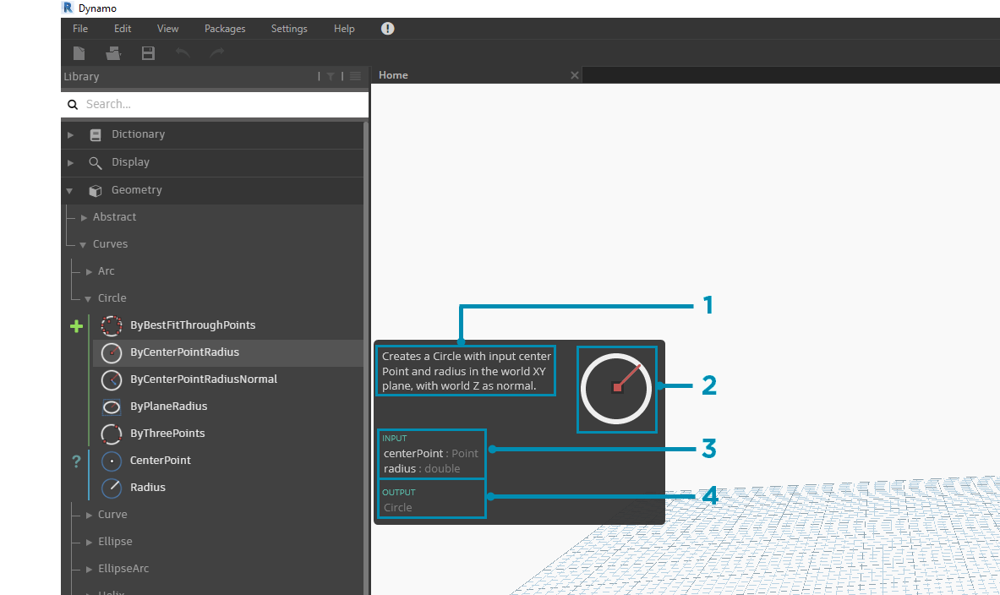 R Dynamo
File Edit View Packages Settings Help !
Library
Home
Search...
Dictionary
Display
Geometry
Abstract
Curves
Arc
Circle
ByBestFitThroughPoints
ByCenterPointRadius
ByCenterPointRadiusNormal
ByPlaneRadius
ByThreePoints
? CenterPoint
Radius
Curve
Ellipse
EllipseArc
Helix
1
Creates a Circle with input center
Point and radius in the world XY
plane, with world Z as normal.
2
INPUT
centerPoint : Point
radius : double
3
OUTPUT
Circle
4